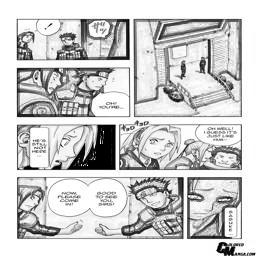 OH!
YOU'RE...
HE'S
STILL
NOT
HERE
OH WELL!
I GUESS IT'S
JUST LIKE
HIM...
NOW,
PLEASE
COME
IN!
GOOD
TO SEE
YOU,
SIRS!
COLORED
MANGA.COM